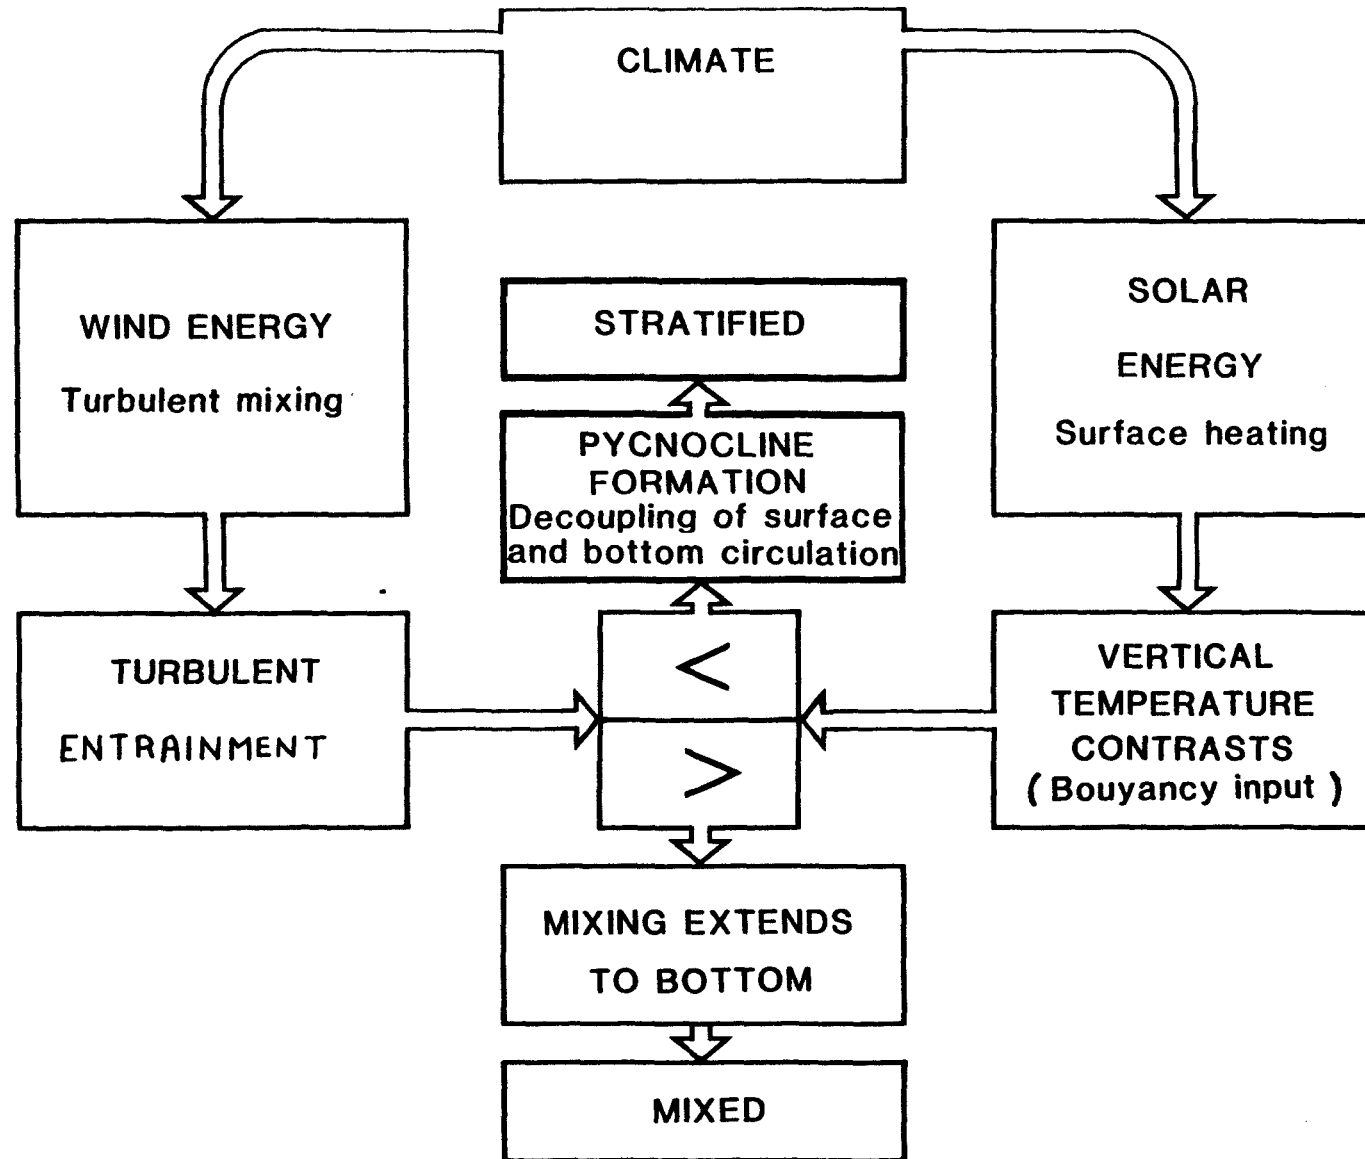 CLIMATE
WIND ENERGY
Turbulent mixing
STRATIFIED
SOLAR
ENERGY
Surface heating
PYCNOCLINE
FORMATION
Decoupling of surface
and bottom circulation
TURBULENT
ENTRAINMENT
<
>
VERTICAL
TEMPERATURE
CONTRASTS
( Bouyancy input )
MIXING EXTENDS
TO BOTTOM
MIXED